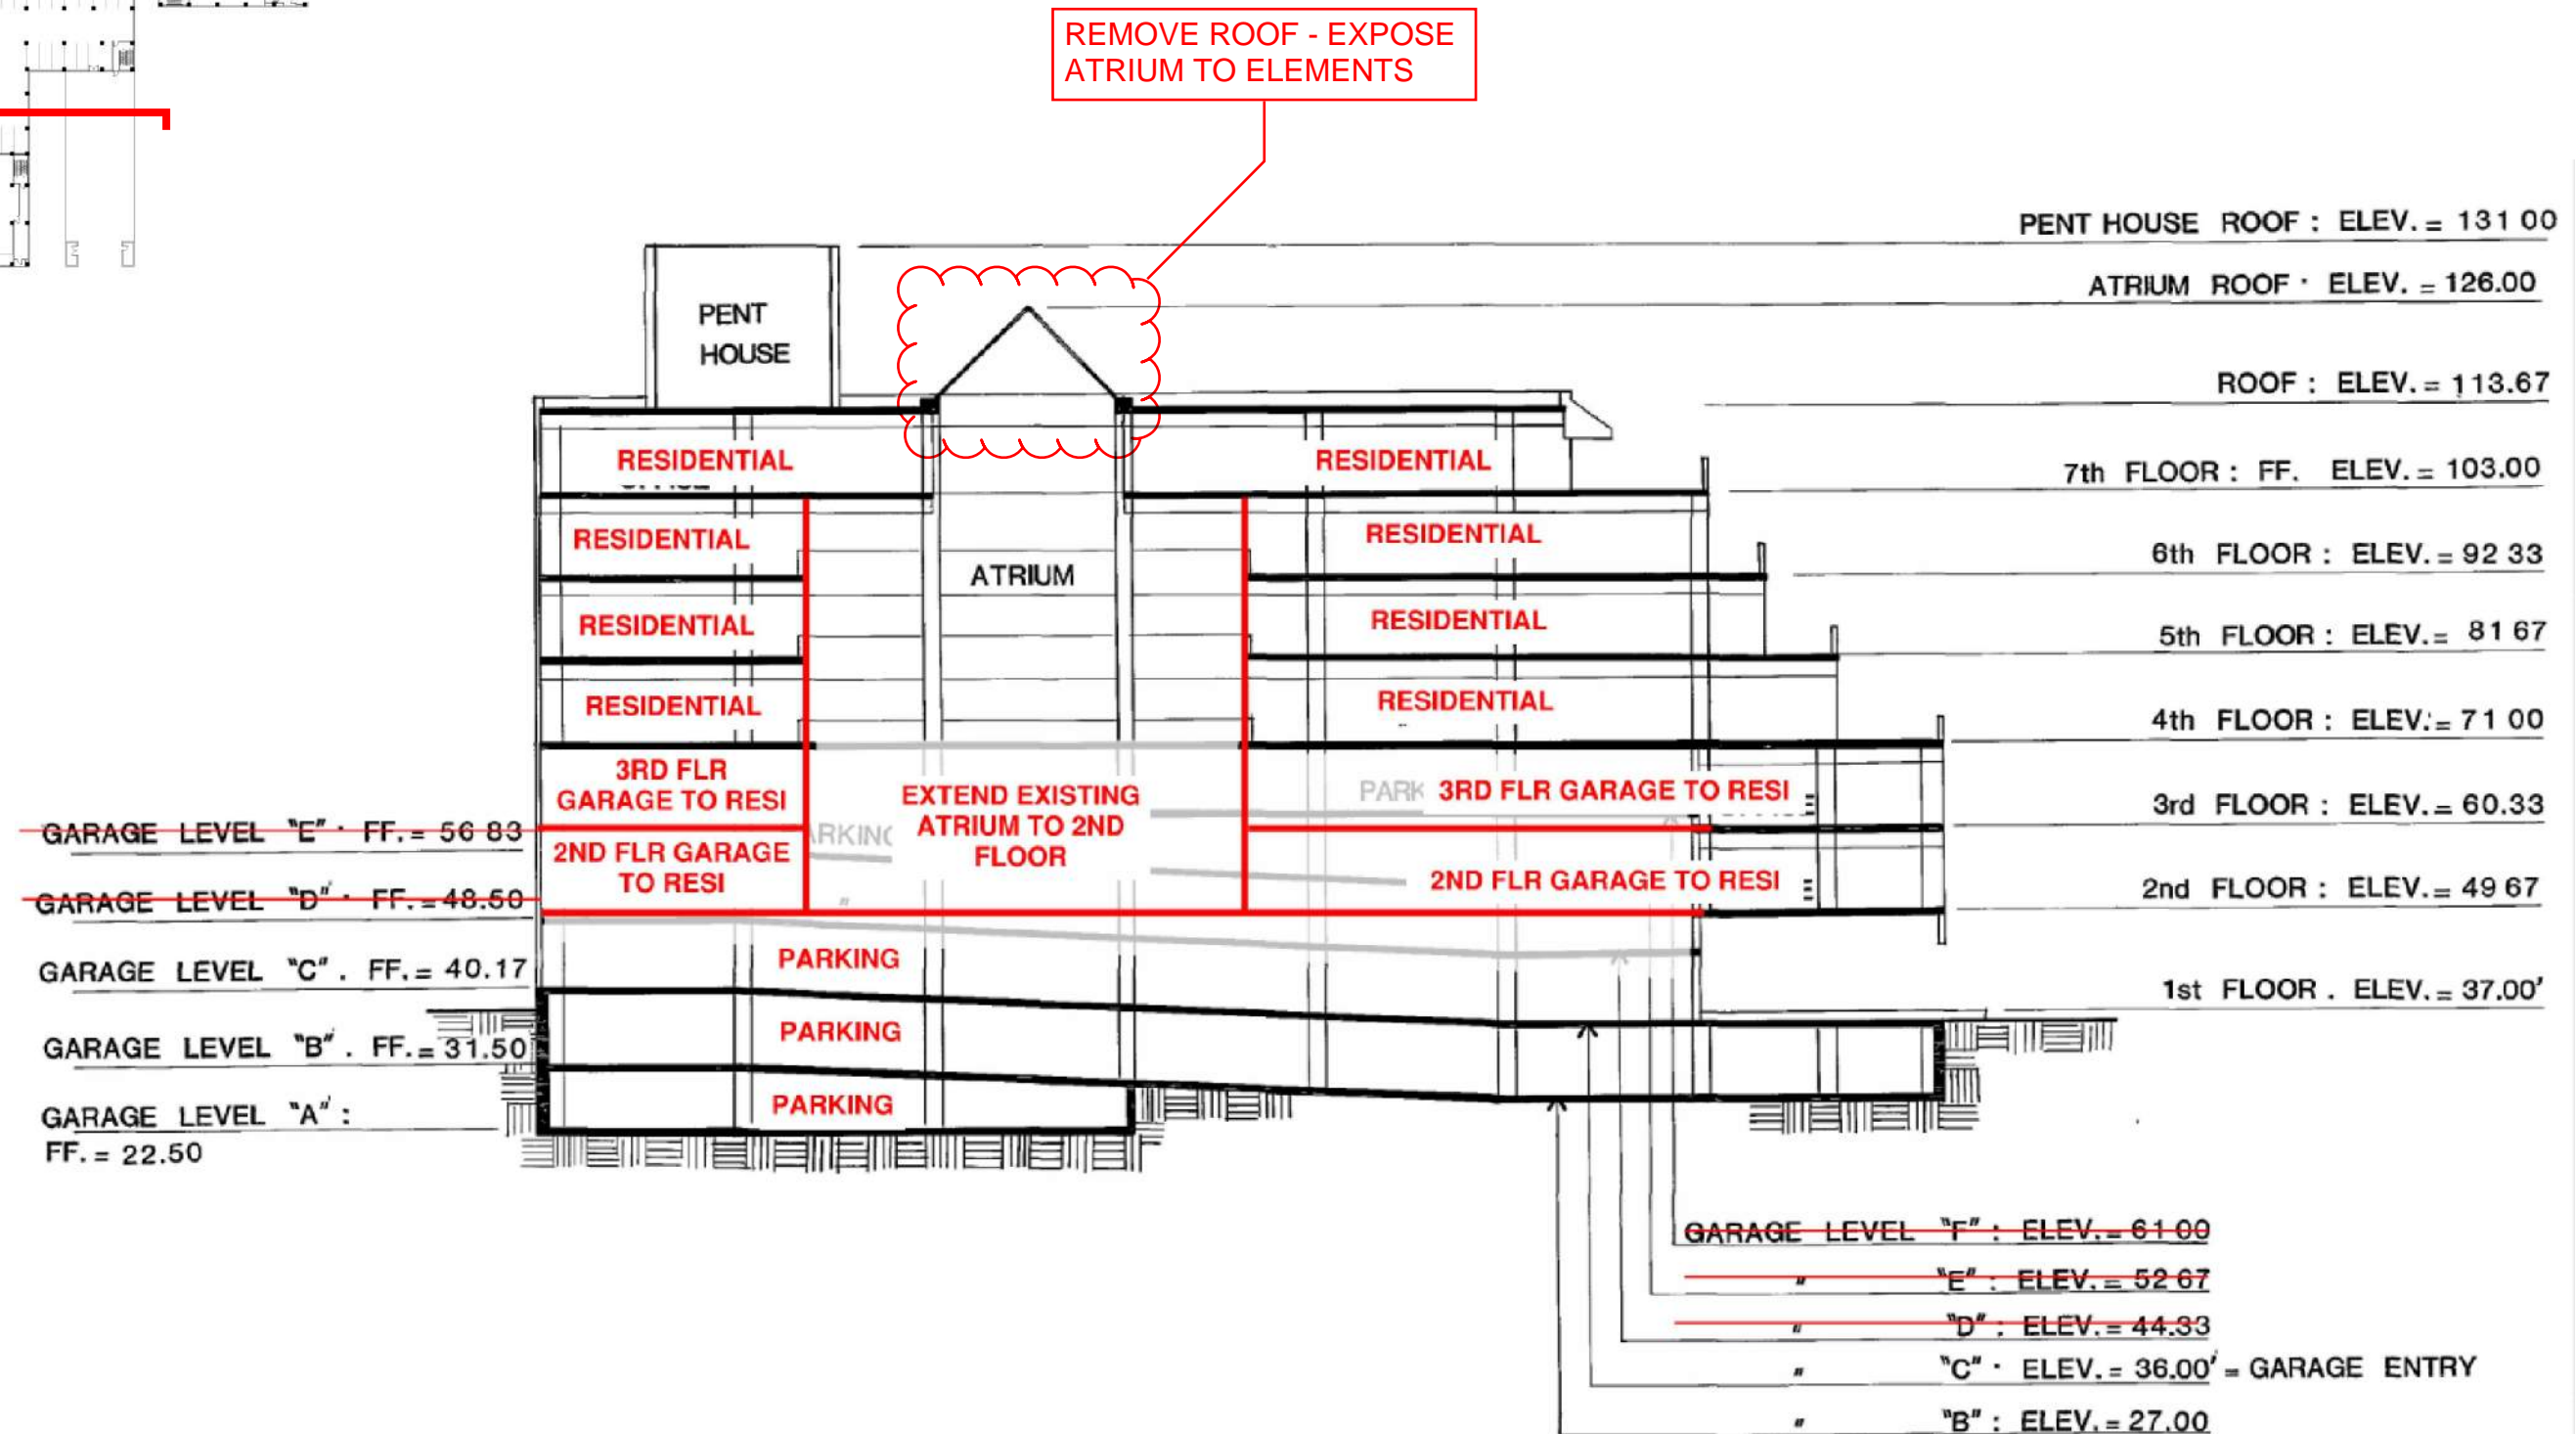 REMOVE ROOF - EXPOSE
ATRIUM TO ELEMENTS
PENT HOUSE ROOF : ELEV. = 131 00
ATRIUM ROOF · ELEV. = 126.00
PENT
HOUSE
ROOF : ELEV. = 113.67
RESIDENTIAL
RESIDENTIAL
7th FLOOR : FF. ELEV. = 103.00
RESIDENTIAL
RESIDENTIAL
6th FLOOR : ELEV. = 92 33
ATRIUM
RESIDENTIAL
RESIDENTIAL
5th FLOOR : ELEV. = 81 67
RESIDENTIAL
RESIDENTIAL
4th FLOOR : ELEV. = 71 00
3RD FLR
GARAGE TO RESI
EXTEND EXISTING
ATRIUM TO 2ND
FLOOR
PARK
3RD FLR GARAGE TO RESI
3rd FLOOR : ELEV. = 60.33
GARAGE LEVEL "E" · FF. = 56 83
ARKING
2ND FLR GARAGE
TO RESI
2ND FLR GARAGE TO RESI
2nd FLOOR : ELEV. = 49 67
GARAGE LEVEL "D" · FF. = 48.50
"
PARKING
GARAGE LEVEL "C" . FF. = 40.17
1st FLOOR . ELEV. = 37.00'
PARKING
GARAGE LEVEL "B" . FF. = 31.50
PARKING
GARAGE LEVEL "A" :
FF. = 22.50
GARAGE LEVEL "F" : ELEV. = 61 00
" "E" : ELEV. = 52 67
" "D" : ELEV. = 44.33
" "C" · ELEV. = 36.00' = GARAGE ENTRY
" "B" : ELEV. = 27.00